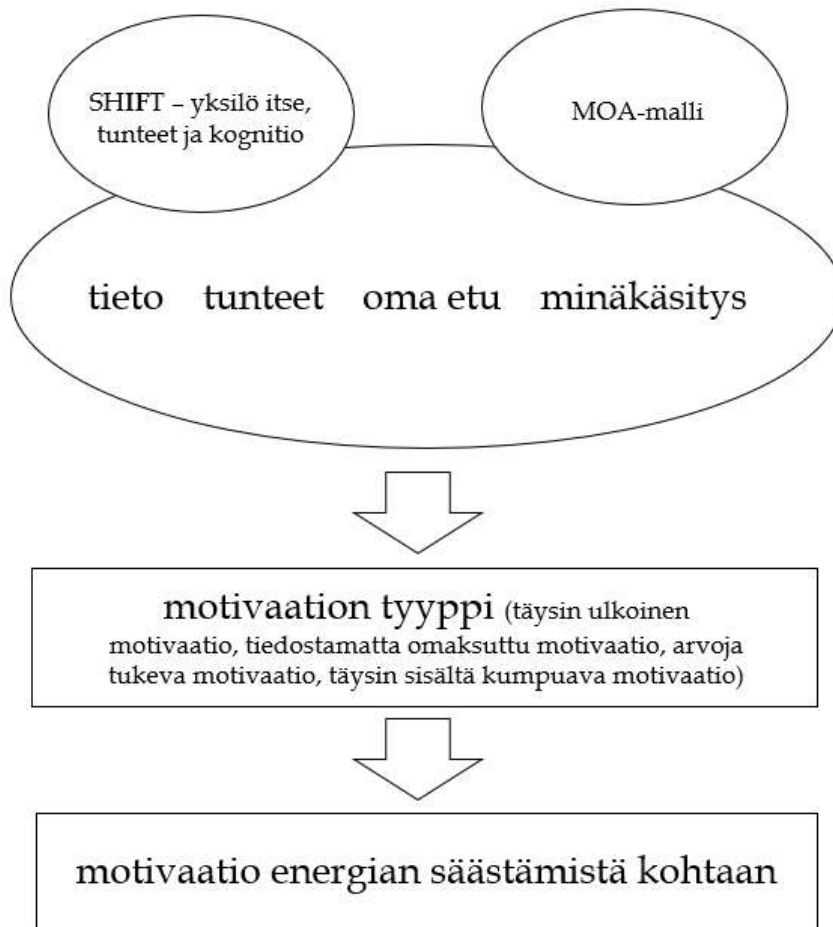 SHIFT – yksilö itse,
tunteet ja kognitio
MOA-malli
tieto tunteet oma etu minäkäsitys
motivaation tyyppi (täysin ulkoinen
motivaatio, tiedostamatta omaksuttu motivaatio, arvoja
tukeva motivaatio, täysin sisältä kumpuava motivaatio)
motivaatio energian säästämistä kohtaan